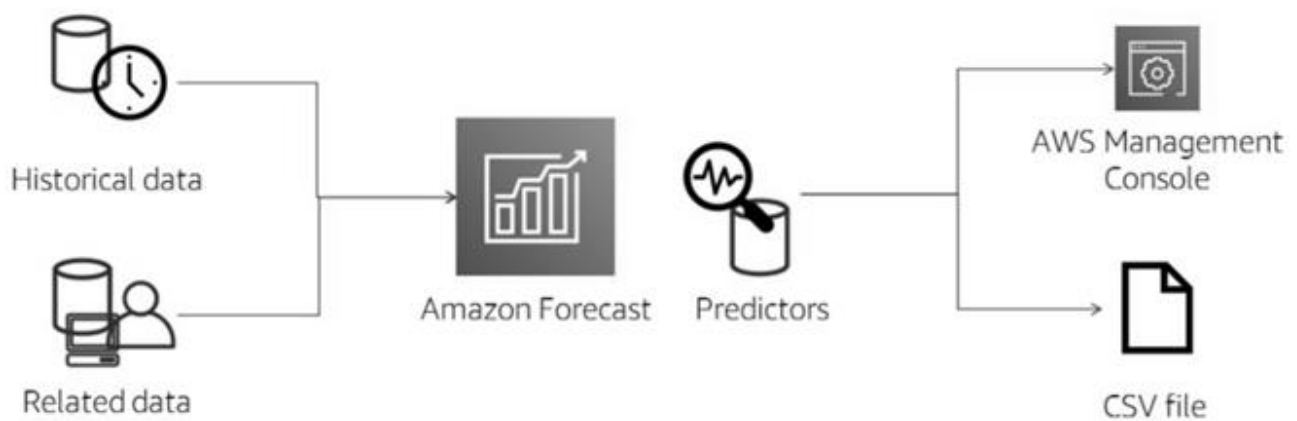 Historical data
Related data
Amazon Forecast
Predictors
AWS Management
Console
CSV file